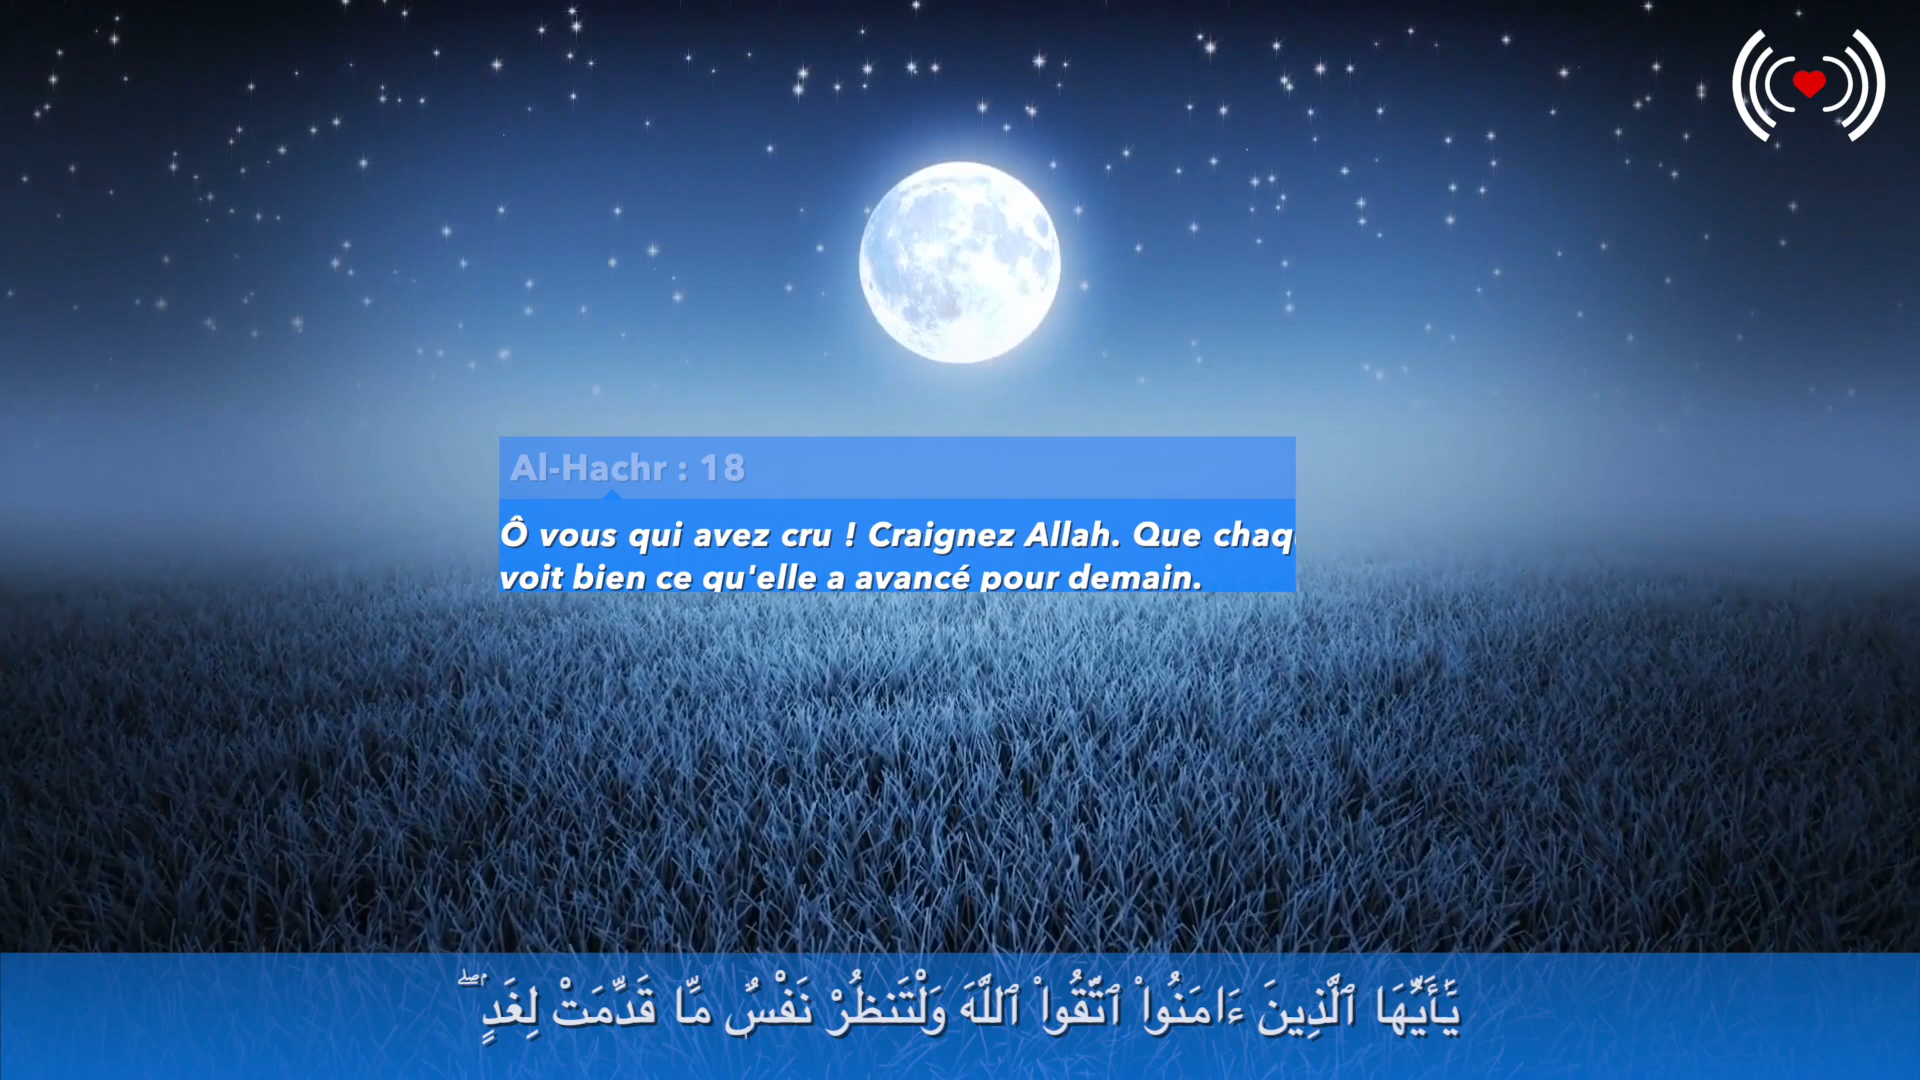 Al-Hachr : 18
Ô vous qui avez cru ! Craignez Allah. Que chaq
voit bien ce qu'elle a avancé pour demain.
يَٰٓأَيُّهَا ٱلَّذِينَ ءَامَنُوا۟ ٱتَّقُوا۟ ٱللَّهَ وَلْتَنظُرْ نَفْسٌ مَّا قَدَّمَتْ لِغَدٍ ۖ